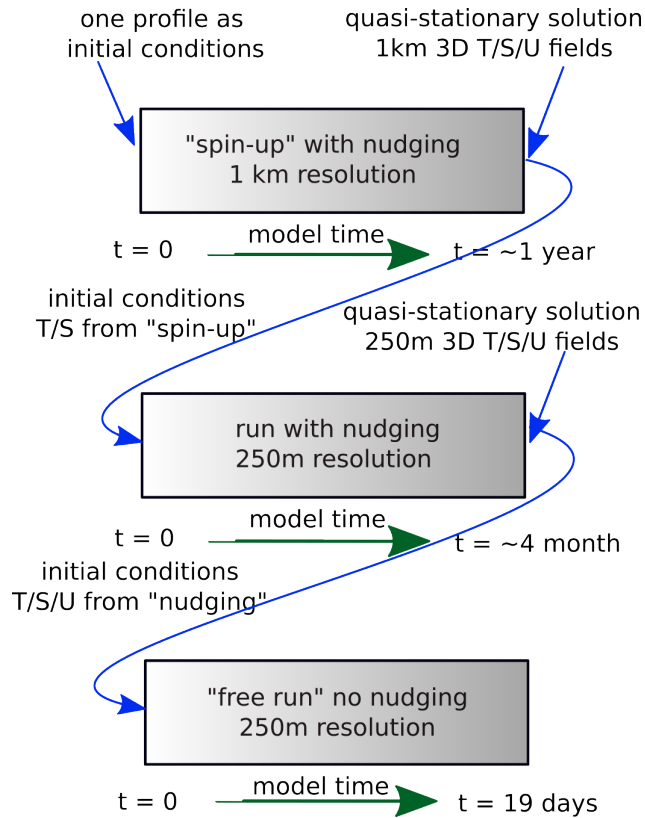 one profile as
initial conditions
quasi-stationary solution
1km 3D T/S/U fields
"spin-up" with nudging
1 km resolution
t = 0
model time
t = ~1 year
initial conditions
T/S from "spin-up"
quasi-stationary solution
250m 3D T/S/U fields
run with nudging
250m resolution
t = 0
model time
t = ~4 month
initial conditions
T/S/U from "nudging"
"free run" no nudging
250m resolution
t = 0
model time
t = 19 days